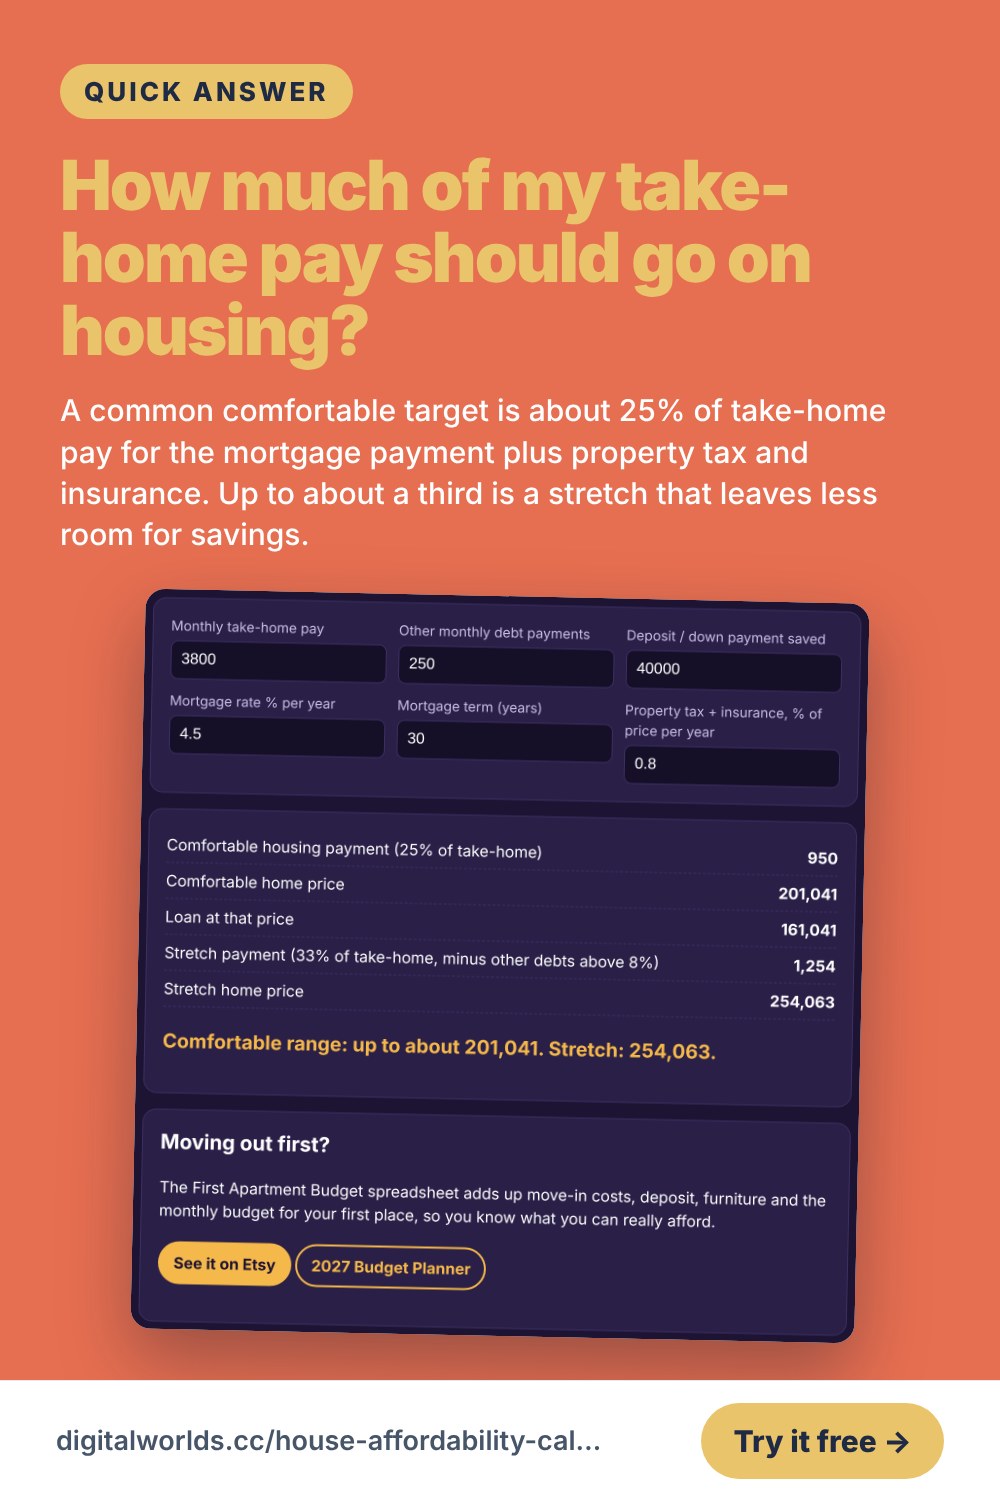 QUICK ANSWER
How much of my take-
home pay should go on
housing?
A common comfortable target is about 25% of take-home
pay for the mortgage payment plus property tax and
insurance. Up to about a third is a stretch that leaves less
room for savings.
Monthly take-home pay
3800
Other monthly debt payments
250
Deposit / down payment saved
40000
Mortgage rate % per year
4.5
Mortgage term (years)
30
Property tax + insurance, % of
price per year
0.8
Comfortable housing payment (25% of take-home) 950
Comfortable home price 201,041
Loan at that price 161,041
Stretch payment (33% of take-home, minus other debts above 8%) 1,254
Stretch home price 254,063
Comfortable range: up to about 201,041. Stretch: 254,063.
Moving out first?
The First Apartment Budget spreadsheet adds up move-in costs, deposit, furniture and the
monthly budget for your first place, so you know what you can really afford.
See it on Etsy
2027 Budget Planner
digitalworlds.cc/house-affordability-cal...
Try it free →